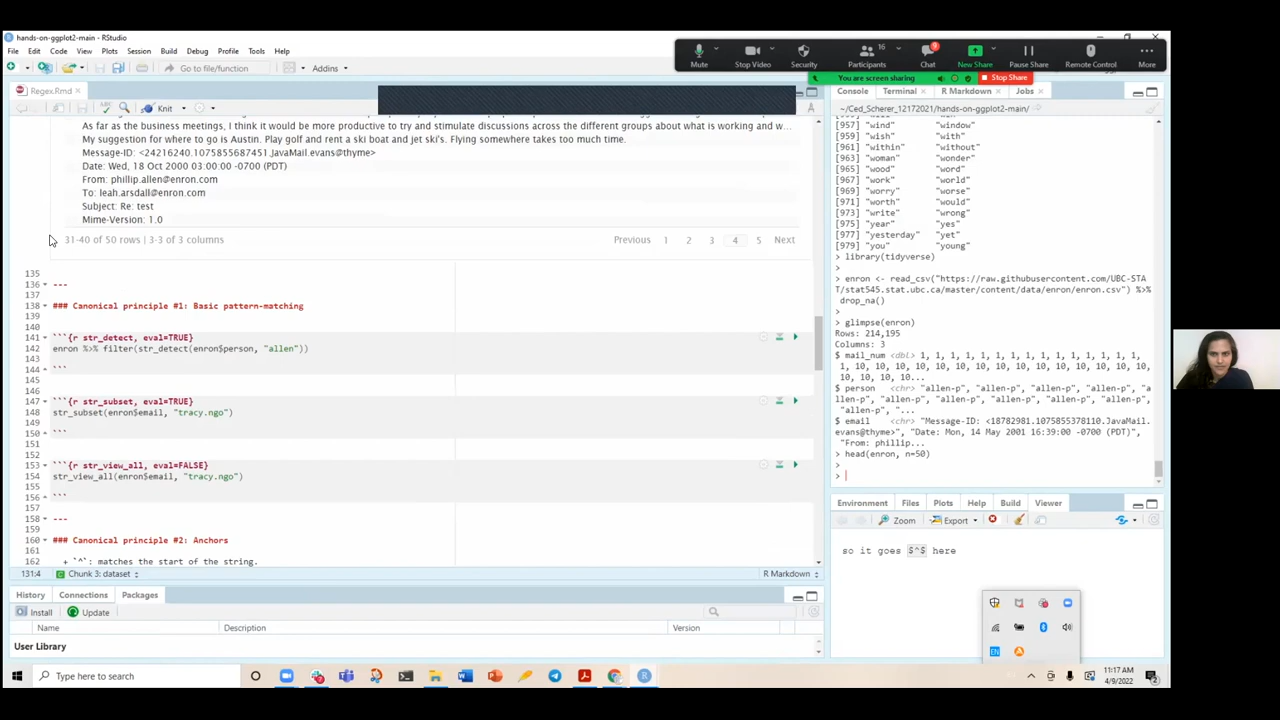 hands-on-ggplot2-main - RStudio
File Edit Code View Plots Session Build Debug Profile Tools Help
Go to file/function
Addins
Mute
Stop Video
Security
Participants
16
Chat
New Share
Pause Share
Remote Control
More
You are screen sharing
Stop Share
Regex.Rmd
Knit
As far as the business meetings, I think it would be more productive to try and stimulate discussions across the different groups about what is working and w...
My suggestion for where to go is Austin. Play golf and rent a ski boat and jet ski's. Flying somewhere takes too much time.
Message-ID: <24216240.1075855687451.JavaMail.evans@thyme>
Date: Wed, 18 Oct 2000 03:00:00 -0700 (PDT)
From: phillip.allen@enron.com
To: leah.arsdall@enron.com
Subject: Re: test
Mime-Version: 1.0
31-40 of 50 rows | 3-3 of 3 columns
Previous 1 2 3 4 5 Next
135
136 ---
137
138 ### Canonical principle #1: Basic pattern-matching
139
140
141 ```{r str_detect, eval=TRUE}
142 enron %>% filter(str_detect(enron$person, "allen"))
143
144 ```
145
146
147 ```{r str_subset, eval=TRUE}
148 str_subset(enron$email, "tracy.ngo")
149
150 ```
151
152
153 ```{r str_view_all, eval=FALSE}
154 str_view_all(enron$email, "tracy.ngo")
155
156 ```
157
158 ---
159
160 ### Canonical principle #2: Anchors
161
162 + `^`: matches the start of the string.
131:4 Chunk 3: dataset R Markdown
History Connections Packages
Install Update
Name Description Version
User Library
Console Terminal R Markdown Jobs
~/Ced_Scherer_12172021/hands-on-ggplot2-main/
[957] "wind" "window"
[959] "wish" "with"
[961] "within" "without"
[963] "woman" "wonder"
[965] "wood" "word"
[967] "work" "world"
[969] "worry" "worse"
[971] "worth" "would"
[973] "write" "wrong"
[975] "year" "yes"
[977] "yesterday" "yet"
[979] "you" "young"
> library(tidyverse)
>
> enron <- read_csv("https://raw.githubusercontent.com/UBC-STA
T/stat545.stat.ubc.ca/master/content/data/enron/enron.csv") %>%
drop_na()
>
> glimpse(enron)
Rows: 214,195
Columns: 3
$ mail_num <dbl> 1, 1, 1, 1, 1, 1, 1, 1, 1, 1, 1, 1, 1, 1, 1,
1, 10, 10, 10, 10, 10, 10, 10, 10, 10, 10, 10, 10, 10, 10, 10,
10, 10, 10, 10...
$ person <chr> "allen-p", "allen-p", "allen-p", "allen-p", "a
llen-p", "allen-p", "allen-p", "allen-p", "allen-p", "allen-p",
"allen-p", "...
$ email <chr> "Message-ID: <18782981.1075855378110.JavaMail.
evans@thyme>", "Date: Mon, 14 May 2001 16:39:00 -0700 (PDT)",
"From: phillip...
> head(enron, n=50)
>
>
Environment Files Plots Help Build Viewer
Zoom Export
so it goes $^$ here
EN
Type here to search
11:17 AM
4/9/2022
2